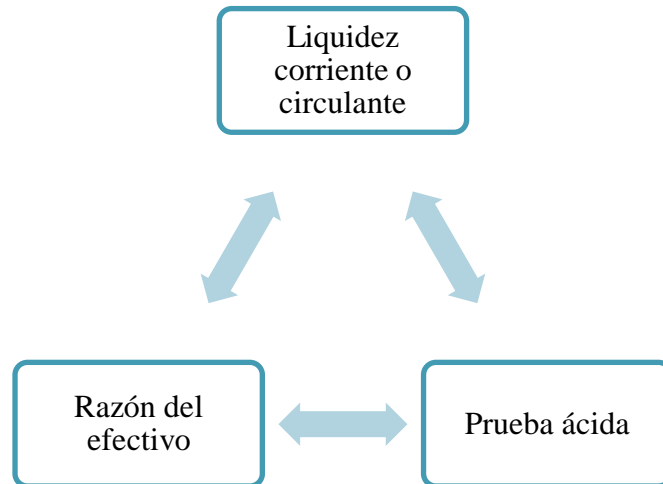 Liquidez
corriente o
circulante
Razón del
efectivo
Prueba ácida